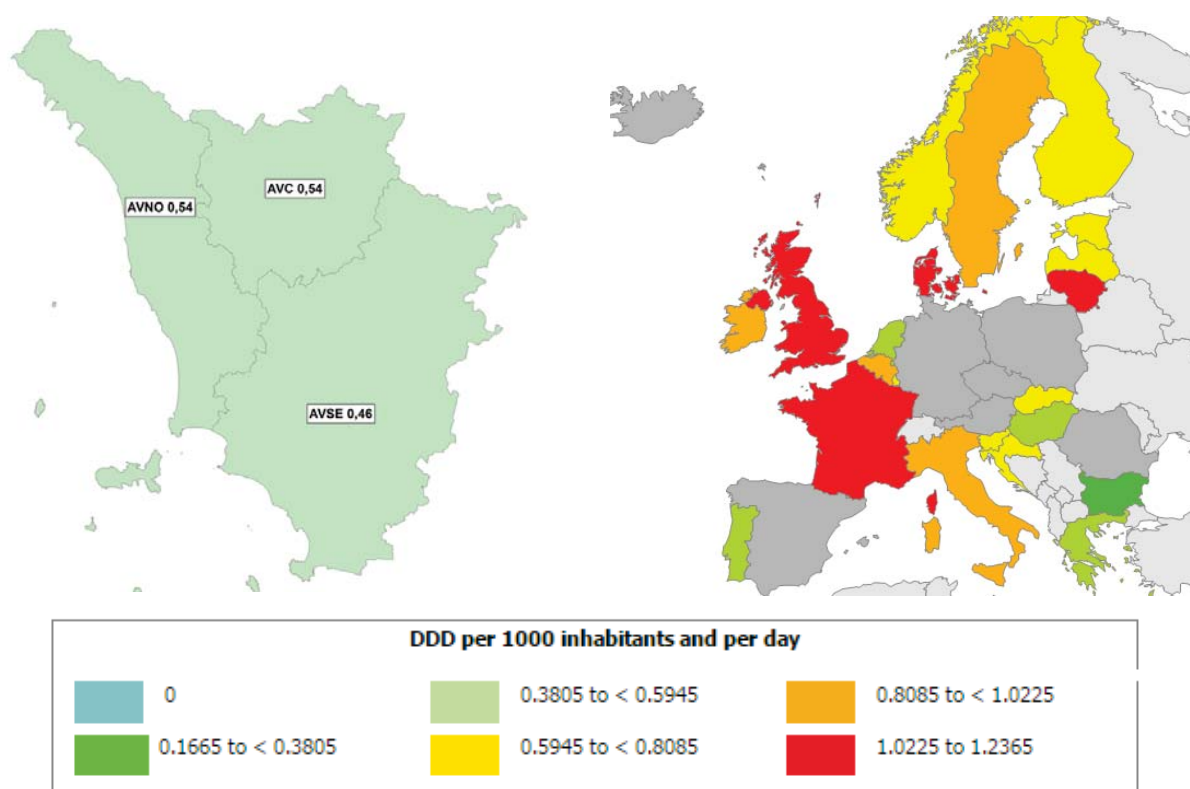 AVC 0,54
AVNO 0,54
AVSE 0,46
DDD per 1000 inhabitants and per day
0
0.3805 to < 0.5945
0.8085 to < 1.0225
0.1665 to < 0.3805
0.5945 to < 0.8085
1.0225 to 1.2365